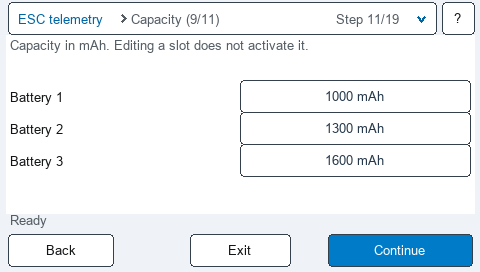 ESC telemetry > Capacity (9/11) Step 11/19 ?
Capacity in mAh. Editing a slot does not activate it.
Battery 1 1000 mAh
Battery 2 1300 mAh
Battery 3 1600 mAh
Ready
Back Exit Continue